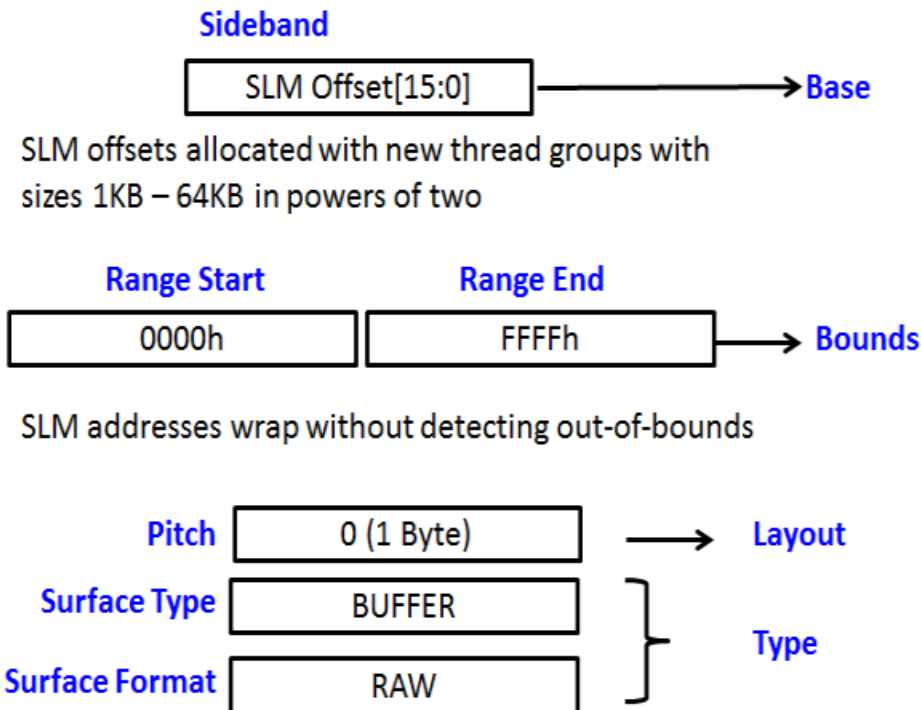 Sideband
SLM Offset[15:0]
Base
SLM offsets allocated with new thread groups with
sizes 1KB – 64KB in powers of two
Range Start
Range End
0000h
FFFFh
Bounds
SLM addresses wrap without detecting out-of-bounds
Pitch
0 (1 Byte)
Layout
Surface Type
BUFFER
Type
Surface Format
RAW